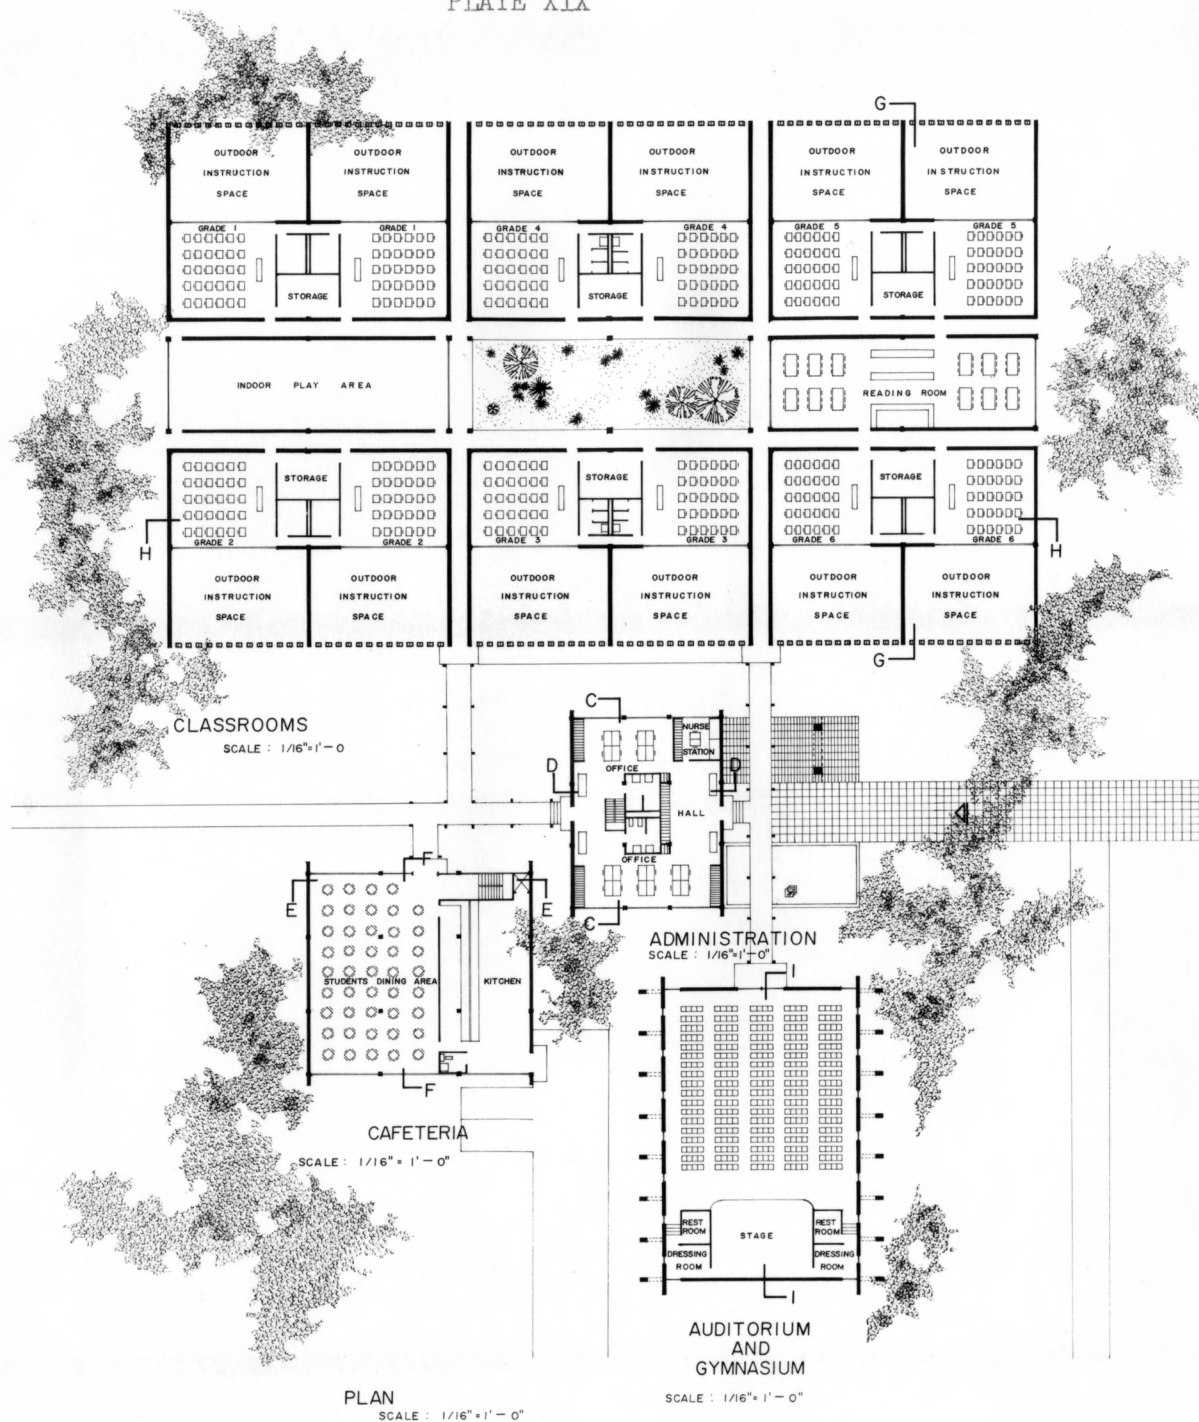 PLATE XIX
G
OUTDOOR INSTRUCTION SPACE
OUTDOOR INSTRUCTION SPACE
OUTDOOR INSTRUCTION SPACE
OUTDOOR INSTRUCTION SPACE
OUTDOOR INSTRUCTION SPACE
OUTDOOR INSTRUCTION SPACE
GRADE 1
GRADE 1
GRADE 4
GRADE 4
GRADE 5
GRADE 5
STORAGE
STORAGE
STORAGE
INDOOR PLAY AREA
READING ROOM
STORAGE
STORAGE
STORAGE
H
GRADE 2
GRADE 2
GRADE 3
GRADE 3
GRADE 6
GRADE 6
H
OUTDOOR INSTRUCTION SPACE
OUTDOOR INSTRUCTION SPACE
OUTDOOR INSTRUCTION SPACE
OUTDOOR INSTRUCTION SPACE
OUTDOOR INSTRUCTION SPACE
OUTDOOR INSTRUCTION SPACE
G
CLASSROOMS
SCALE : 1/16"=1'-0
C
NURSE STATION
OFFICE
D
D
HALL
OFFICE
C
ADMINISTRATION
SCALE : 1/16"=1'-0"
F
E
E
STUDENTS DINING AREA
KITCHEN
F
CAFETERIA
SCALE : 1/16"= 1'-0"
I
REST ROOM
STAGE
REST ROOM
DRESSING ROOM
DRESSING ROOM
I
AUDITORIUM
AND
GYMNASIUM
SCALE : 1/16"= 1'-0"
PLAN
SCALE : 1/16"= 1'-0"